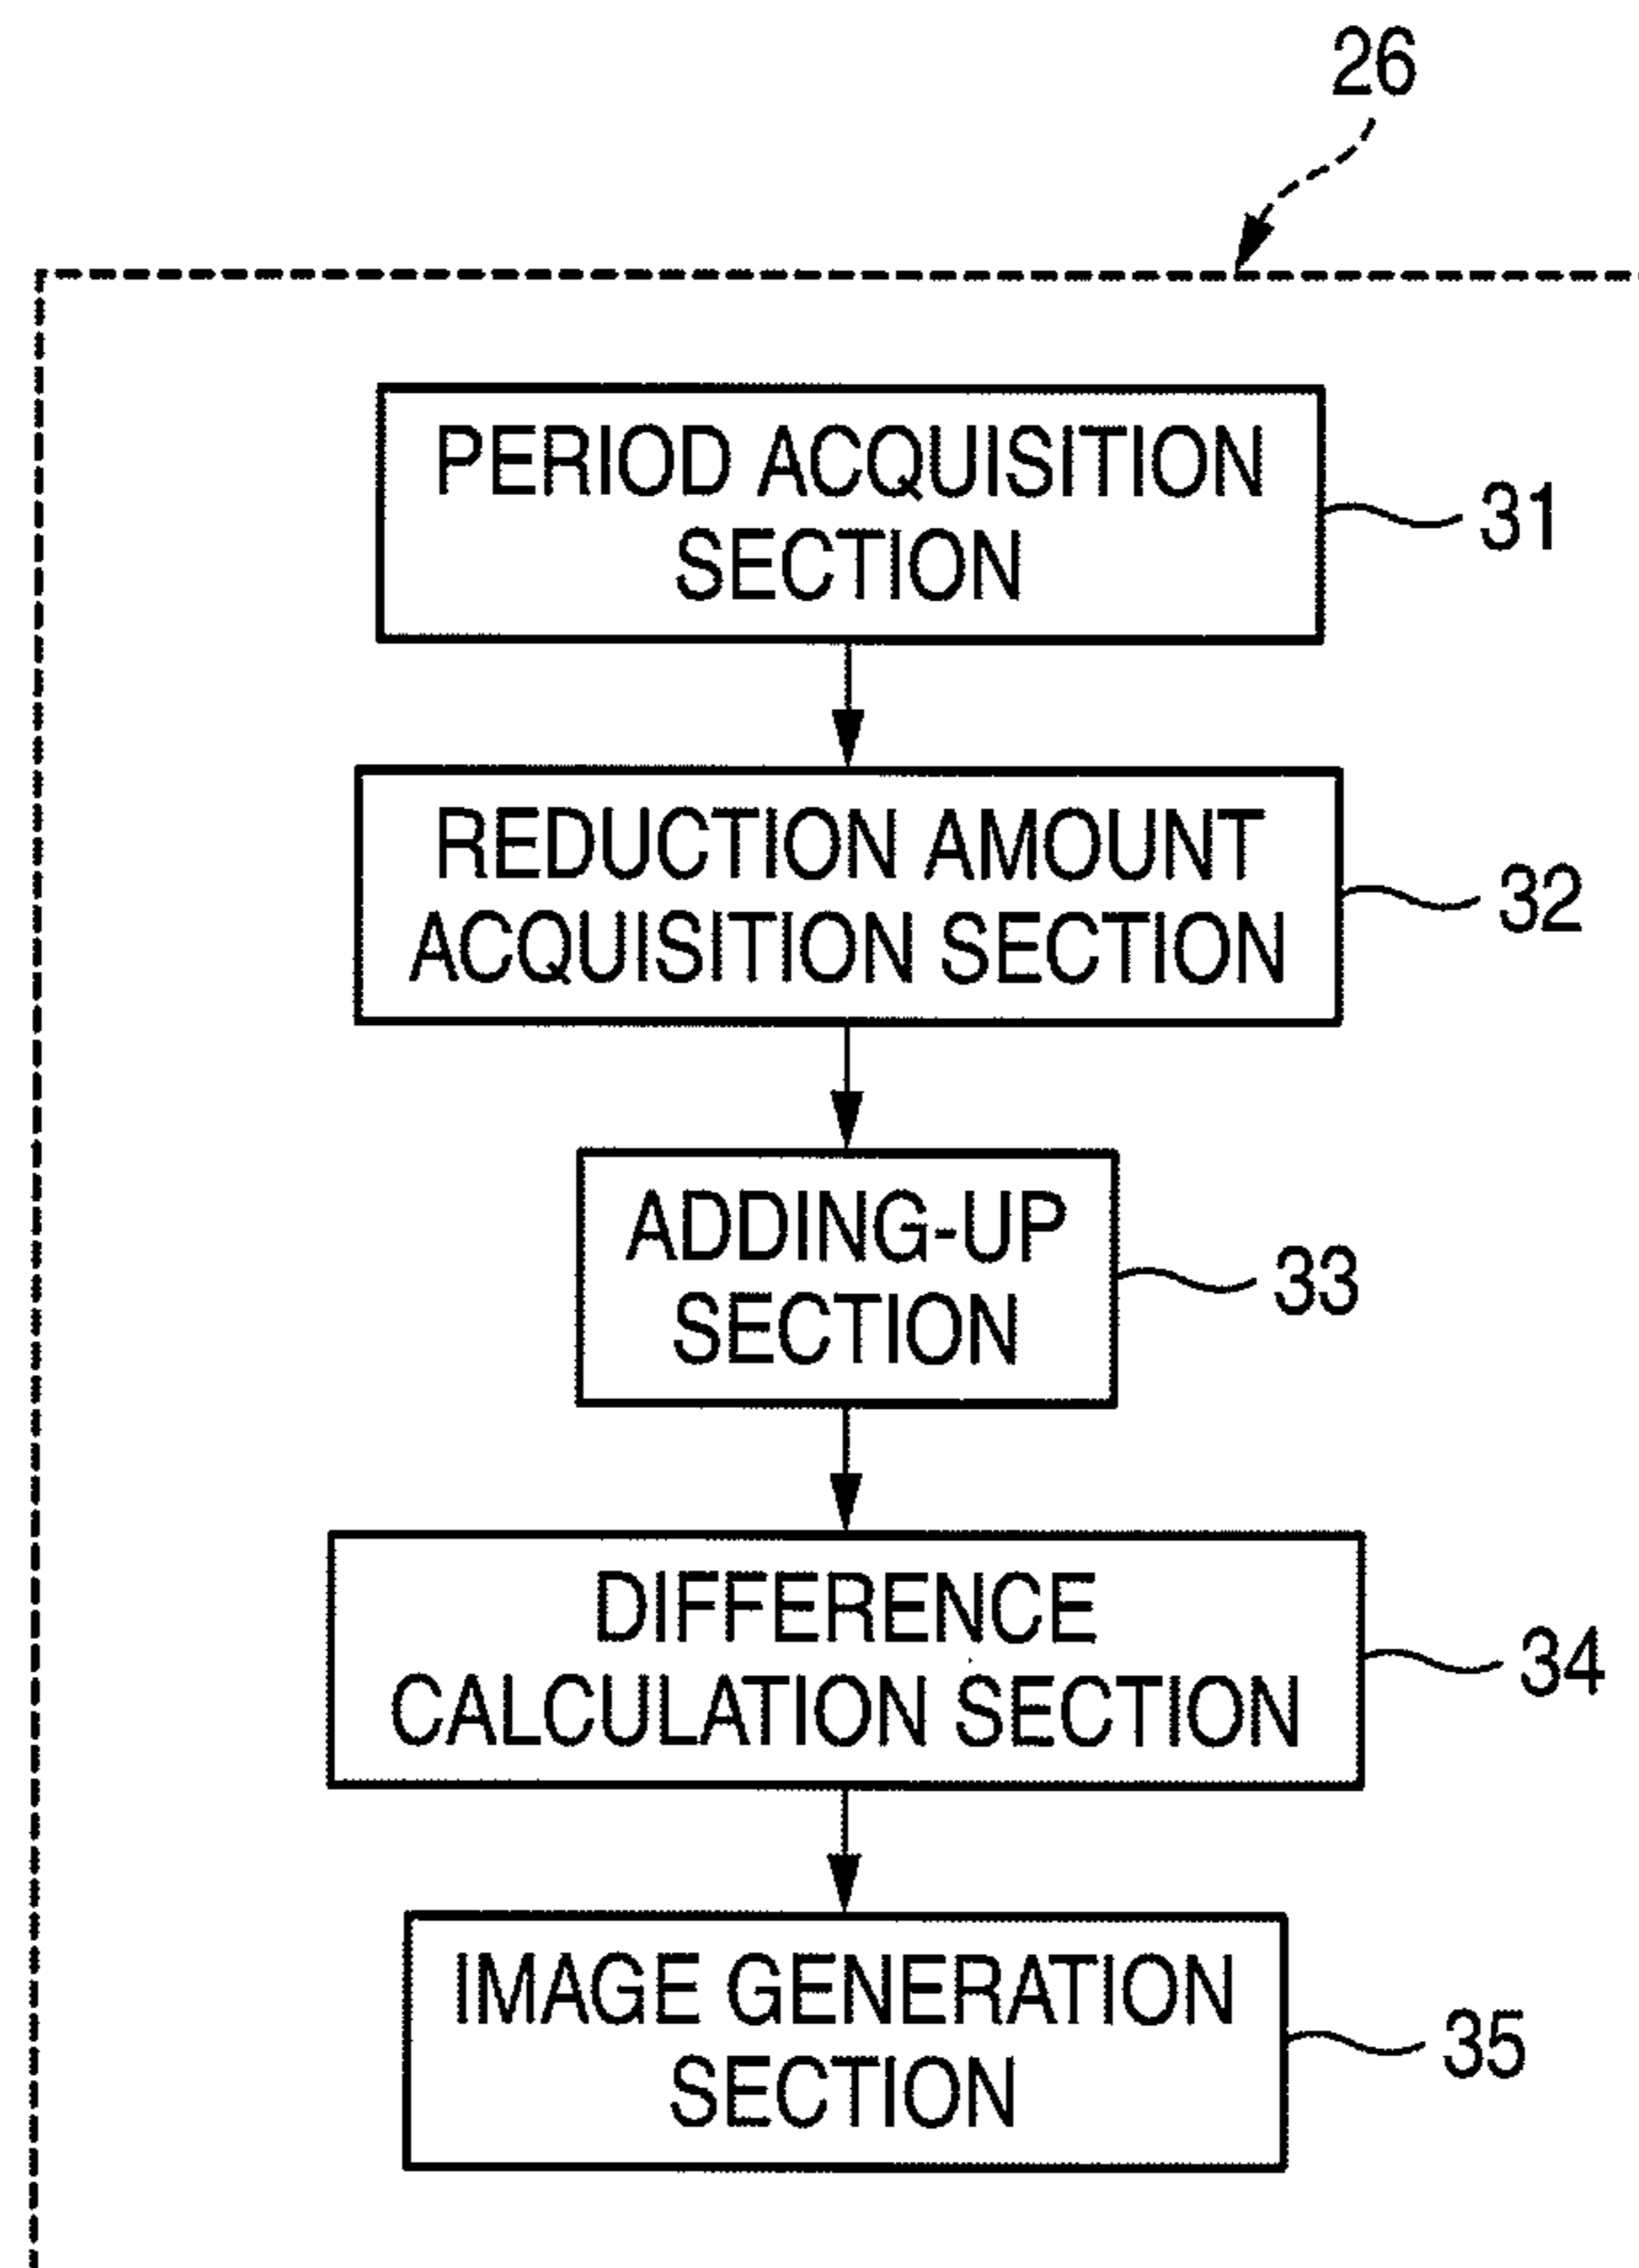 26
PERIOD ACQUISITION
SECTION
31
REDUCTION AMOUNT
ACQUISITION SECTION
32
ADDING-UP
SECTION
33
DIFFERENCE
CALCULATION SECTION
34
IMAGE GENERATION
SECTION
35